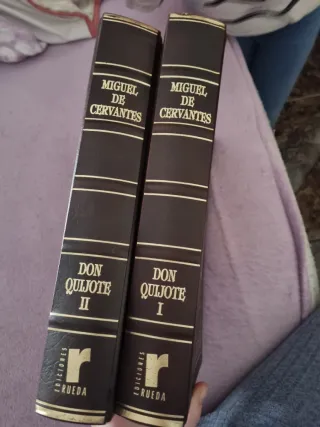 MIGUEL
DE
CERVANTES
DON
QUIJOTE
II
EDICIONES
r
RUEDA
MIGUEL
DE
CERVANTES
DON
QUIJOTE
I
EDICIONES
r
RUEDA